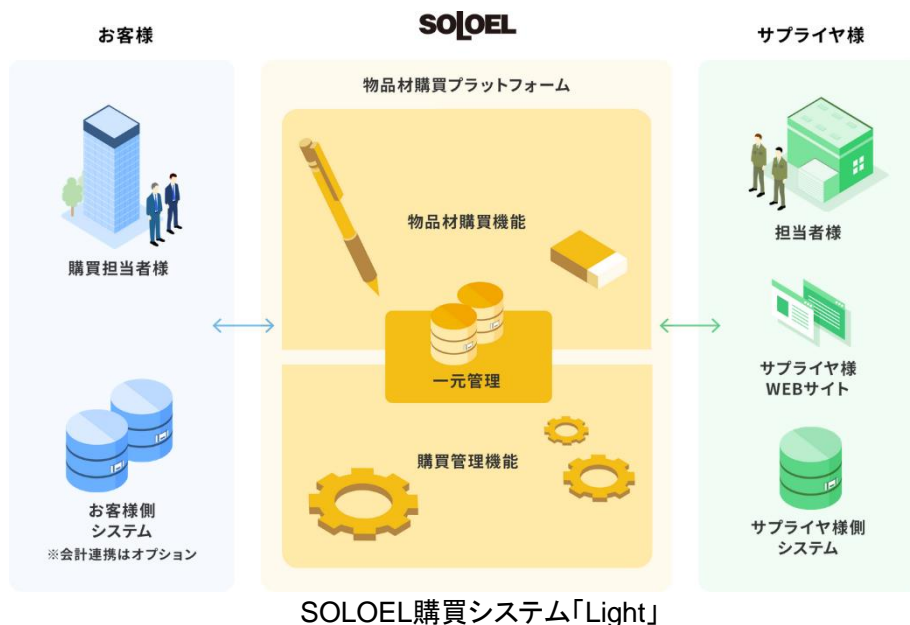 お客様
SOLOEL
サプライヤ様
物品材購買プラットフォーム
物品材購買機能
購買担当者様
担当者様
一元管理
サプライヤ様
WEBサイト
購買管理機能
お客様側
システム
※会計連携はオプション
サプライヤ様側
システム
SOLOEL購買システム｢Light｣